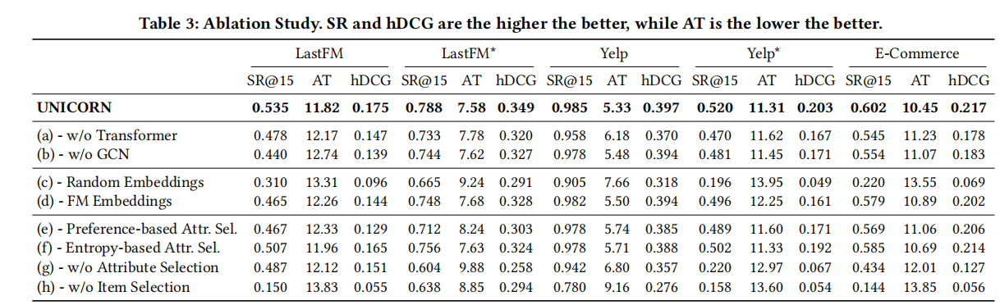 Table 3: Ablation Study. SR and hDCG are the higher the better, while AT is the lower the better.
LastFM LastFM* Yelp Yelp* E-Commerce
SR@15 AT hDCG SR@15 AT hDCG SR@15 AT hDCG SR@15 AT hDCG SR@15 AT hDCG
UNICORN 0.535 11.82 0.175 0.788 7.58 0.349 0.985 5.33 0.397 0.520 11.31 0.203 0.602 10.45 0.217
(a) - w/o Transformer 0.478 12.17 0.147 0.733 7.78 0.320 0.958 6.18 0.370 0.470 11.62 0.167 0.545 11.23 0.178
(b) - w/o GCN 0.440 12.74 0.139 0.744 7.62 0.327 0.978 5.48 0.394 0.481 11.45 0.171 0.554 11.07 0.183
(c) - Random Embeddings 0.310 13.31 0.096 0.665 9.24 0.291 0.905 7.66 0.318 0.196 13.95 0.049 0.220 13.55 0.069
(d) - FM Embeddings 0.465 12.26 0.144 0.748 7.68 0.328 0.982 5.50 0.394 0.496 12.25 0.161 0.579 10.89 0.202
(e) - Preference-based Attr. Sel. 0.467 12.33 0.129 0.712 8.24 0.303 0.978 5.74 0.385 0.489 11.60 0.171 0.569 11.06 0.206
(f) - Entropy-based Attr. Sel. 0.507 11.96 0.165 0.756 7.63 0.324 0.978 5.71 0.388 0.502 11.33 0.192 0.585 10.69 0.214
(g) - w/o Attribute Selection 0.487 12.12 0.151 0.604 9.88 0.258 0.942 6.80 0.357 0.220 12.97 0.067 0.434 12.01 0.127
(h) - w/o Item Selection 0.150 13.83 0.055 0.638 8.85 0.294 0.780 9.16 0.276 0.158 13.60 0.054 0.144 13.85 0.056